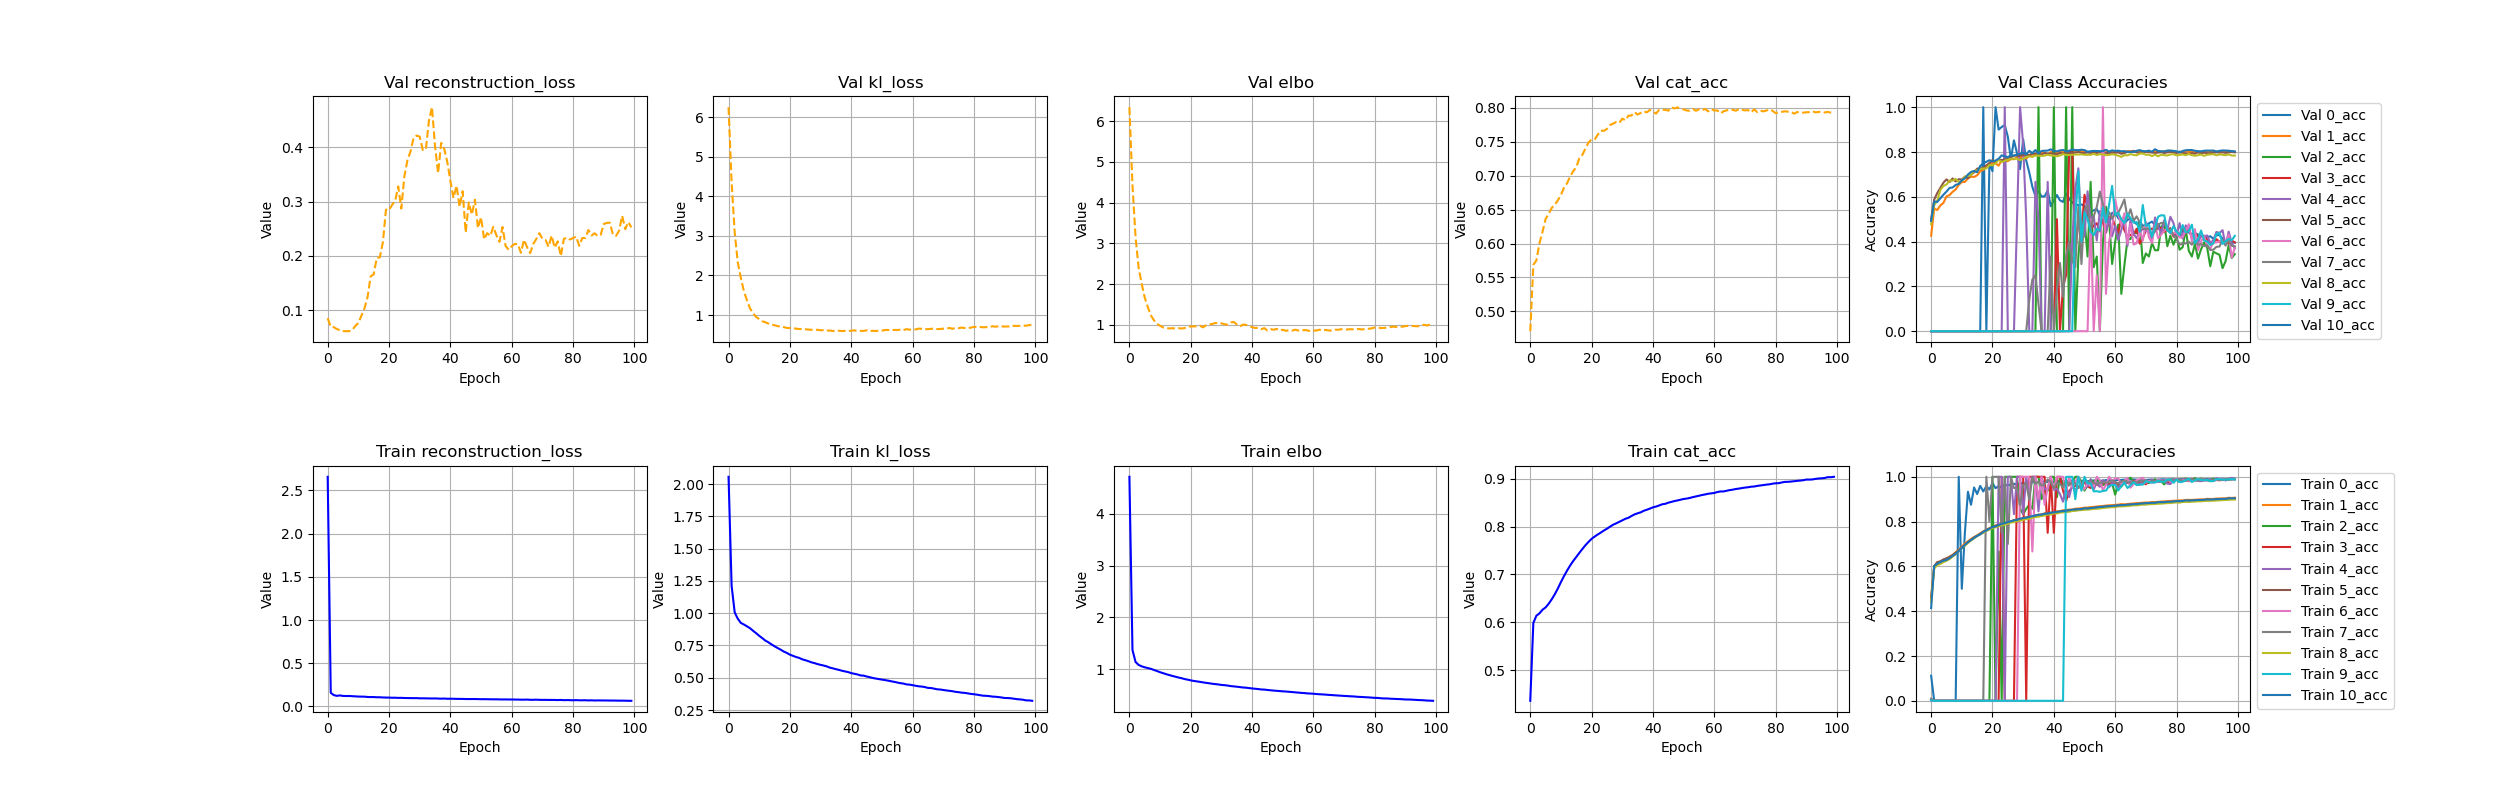 Val reconstruction_loss
Value
0.4
0.3
0.2
0.1
0 20 40 60 80 100
Epoch
Val kl_loss
Value
6
5
4
3
2
1
0 20 40 60 80 100
Epoch
Val elbo
Value
6
5
4
3
2
1
0 20 40 60 80 100
Epoch
Val cat_acc
Value
0.80
0.75
0.70
0.65
0.60
0.55
0.50
0 20 40 60 80 100
Epoch
Val Class Accuracies
Accuracy
1.0
0.8
0.6
0.4
0.2
0.0
0 20 40 60 80 100
Epoch
Val 0_acc
Val 1_acc
Val 2_acc
Val 3_acc
Val 4_acc
Val 5_acc
Val 6_acc
Val 7_acc
Val 8_acc
Val 9_acc
Val 10_acc
Train reconstruction_loss
Value
2.5
2.0
1.5
1.0
0.5
0.0
0 20 40 60 80 100
Epoch
Train kl_loss
Value
2.00
1.75
1.50
1.25
1.00
0.75
0.50
0.25
0 20 40 60 80 100
Epoch
Train elbo
Value
4
3
2
1
0 20 40 60 80 100
Epoch
Train cat_acc
Value
0.9
0.8
0.7
0.6
0.5
0 20 40 60 80 100
Epoch
Train Class Accuracies
Accuracy
1.0
0.8
0.6
0.4
0.2
0.0
0 20 40 60 80 100
Epoch
Train 0_acc
Train 1_acc
Train 2_acc
Train 3_acc
Train 4_acc
Train 5_acc
Train 6_acc
Train 7_acc
Train 8_acc
Train 9_acc
Train 10_acc